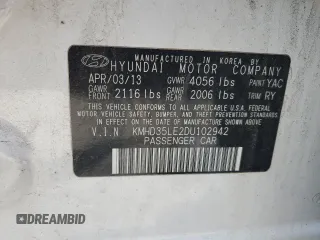 MANUFACTURED IN KOREA BY
HYUNDAI MOTOR COMPANY
APR/03/13 GVWR 4056 lbs PAINT YAC
GAWR FRONT 2116 lbs GAWR REAR 2006 lbs TRIM RY
THIS VEHICLE CONFORMS TO ALL APPLICABLE
U.S. FEDERAL MOTOR VEHICLE SAFETY,
BUMPER, AND THEFT PREVENTION STANDARDS
IN EFFECT ON THE DATE OF MANUFACTURE
SHOWN ABOVE.
V.I.N KMHD35LE2DU102942
PASSENGER CAR
DREAMBID